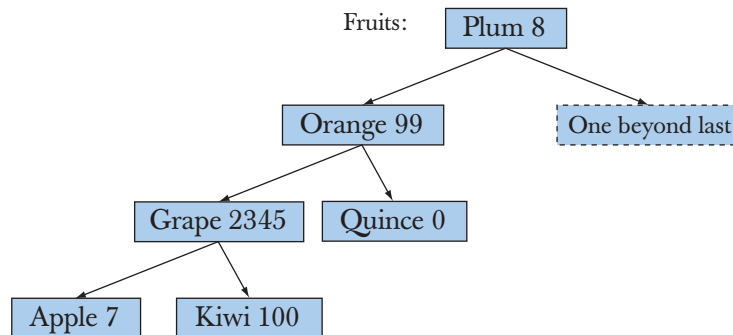 Fruits:
Plum 8
Orange 99
One beyond last
Grape 2345
Quince 0
Apple 7
Kiwi 100